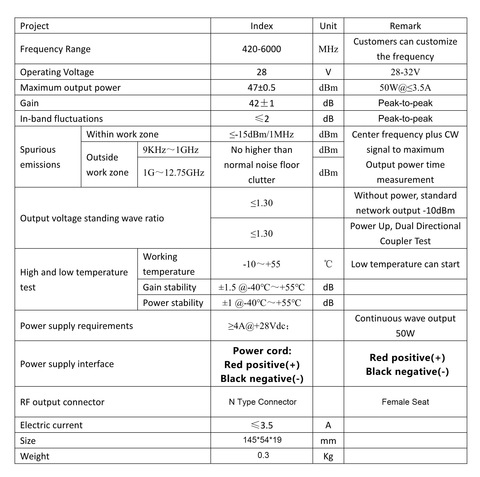 Project Index Unit Remark
Frequency Range 420-6000 MHz Customers can customize
the frequency
Operating Voltage 28 V 28-32V
Maximum output power 47±0.5 dBm 50W@≤3.5A
Gain 42±1 dB Peak-to-peak
In-band fluctuations ≤2 dB Peak-to-peak
Spurious
emissions
Within work zone ≤-15dBm/1MHz dBm
Outside
work zone
9KHz～1GHz
1G～12.75GHz
No higher than
normal noise floor
clutter
dBm
dBm
Center frequency plus CW
signal to maximum
Output power time
measurement
Output voltage standing wave ratio
≤1.30
Without power, standard
network output -10dBm
≤1.30
Power Up, Dual Directional
Coupler Test
High and low temperature
test
Working
temperature
-10～+55 ℃ Low temperature can start
Gain stability ±1.5 @-40℃～+55℃ dB
Power stability ±1 @-40℃～+55℃ dB
Power supply requirements ≥4A@+28Vdc;
Continuous wave output
50W
Power supply interface
Power cord:
Red positive(+)
Black negative(-)
Red positive(+)
Black negative(-)
RF output connector N Type Connector Female Seat
Electric current ≤3.5 A
Size 145*54*19 mm
Weight 0.3 Kg